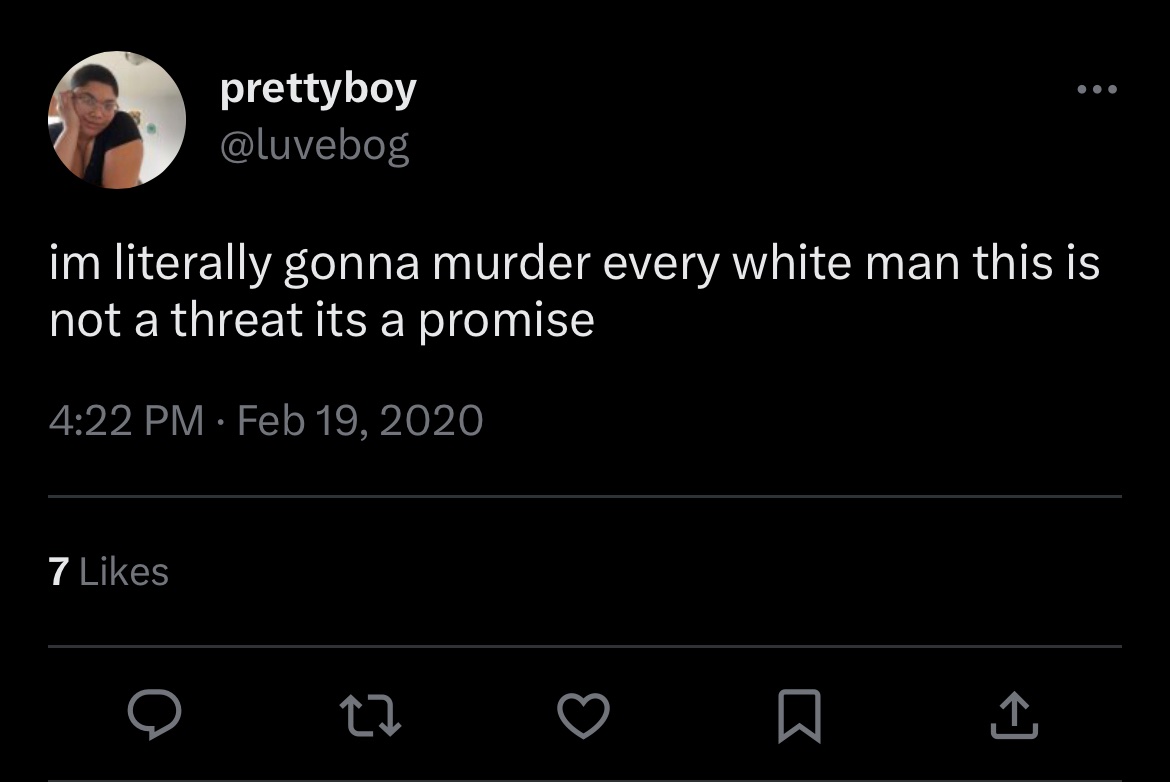 prettyboy
@luvebog
im literally gonna murder every white man this is
not a threat its a promise
4:22 PM · Feb 19, 2020
7 Likes